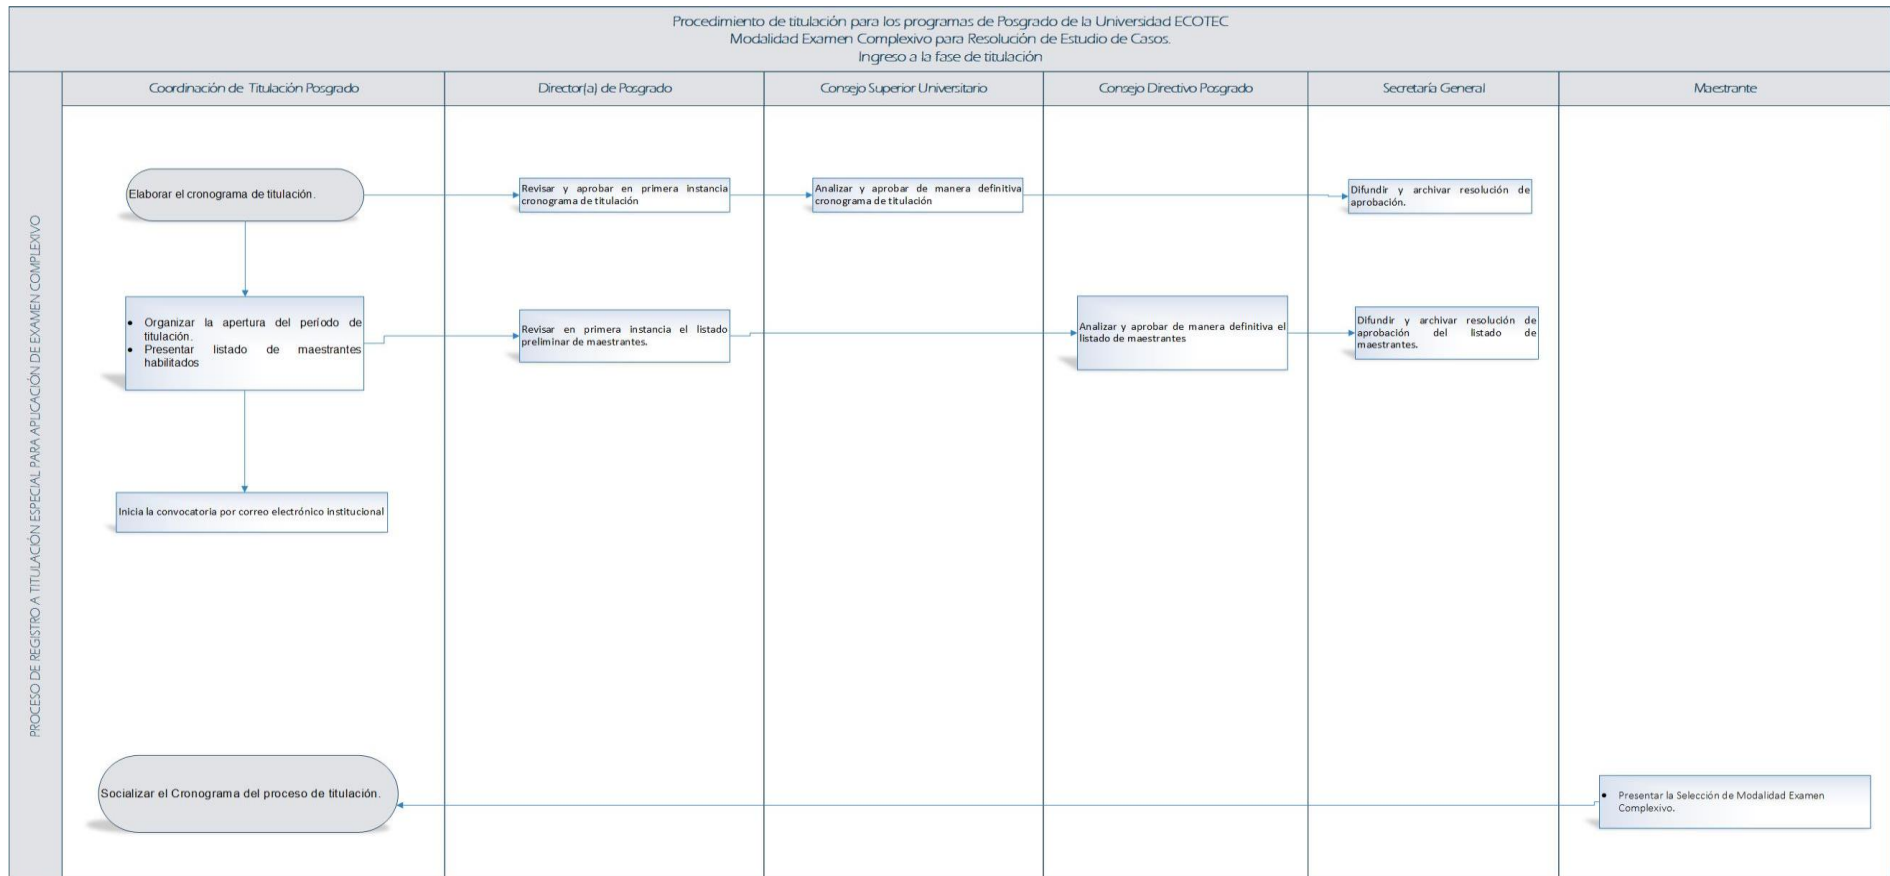 Procedimiento de titulación para los programas de Posgrado de la Universidad ECOTEC
Modalidad Examen Complexivo para Resolución de Estudio de Casos.
Ingreso a la fase de titulación
PROCESO DE REGISTRO A TITULACIÓN ESPECIAL PARA APLICACIÓN DE EXAMEN COMPLEXIVO
Coordinación de Titulación Posgrado
Director(a) de Posgrado
Consejo Superior Universitario
Consejo Directivo Posgrado
Secretaría General
Maestrante
Elaborar el cronograma de titulación.
Revisar y aprobar en primera instancia
cronograma de titulación
Analizar y aprobar de manera definitiva
cronograma de titulación
Difundir y archivar resolución de
aprobación.
• Organizar la apertura del período de
titulación.
• Presentar listado de maestrantes
habilitados
Revisar en primera instancia el listado
preliminar de maestrantes.
Analizar y aprobar de manera definitiva el
listado de maestrantes
Difundir y archivar resolución de
aprobación del listado de
maestrantes.
Inicia la convocatoria por correo electrónico institucional
Socializar el Cronograma del proceso de titulación.
• Presentar la Selección de Modalidad Examen
Complexivo.